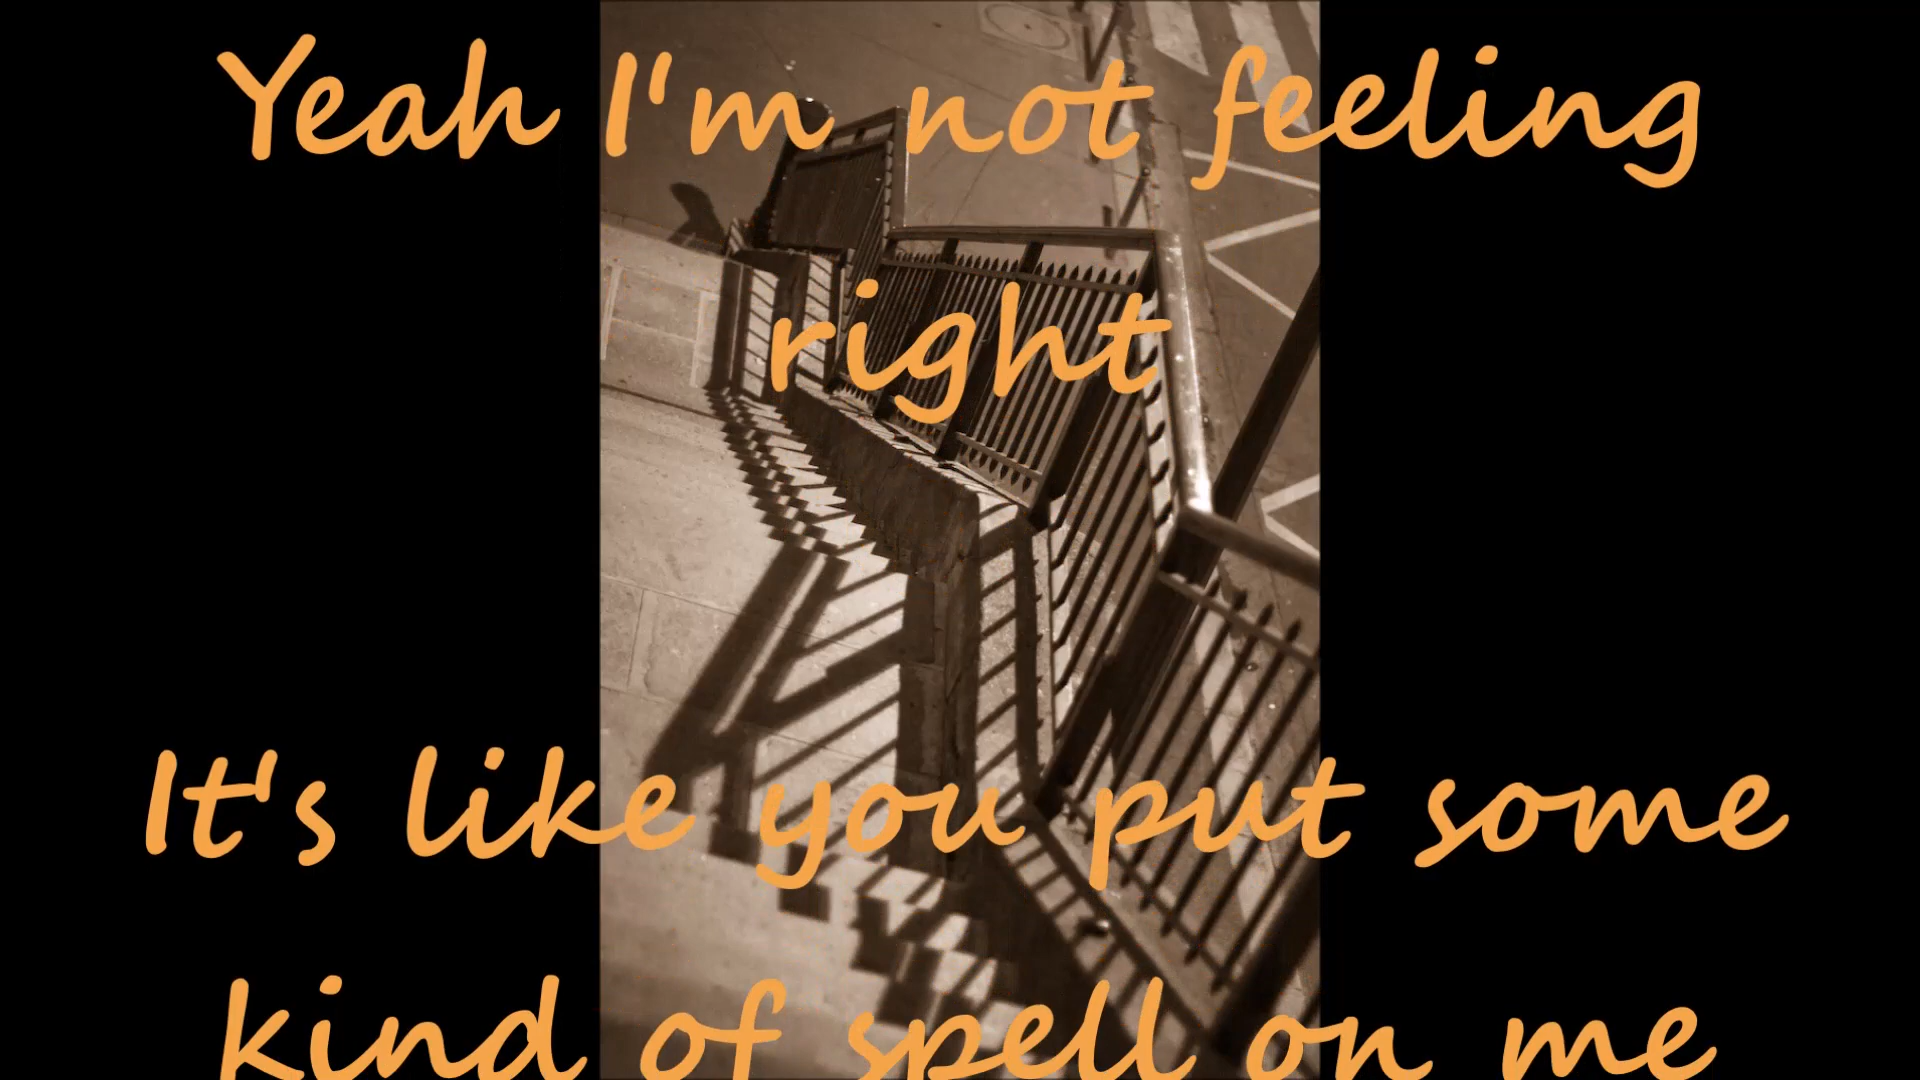 Yeah I'm not feeling
right
It's like you put some
kind of spell on me